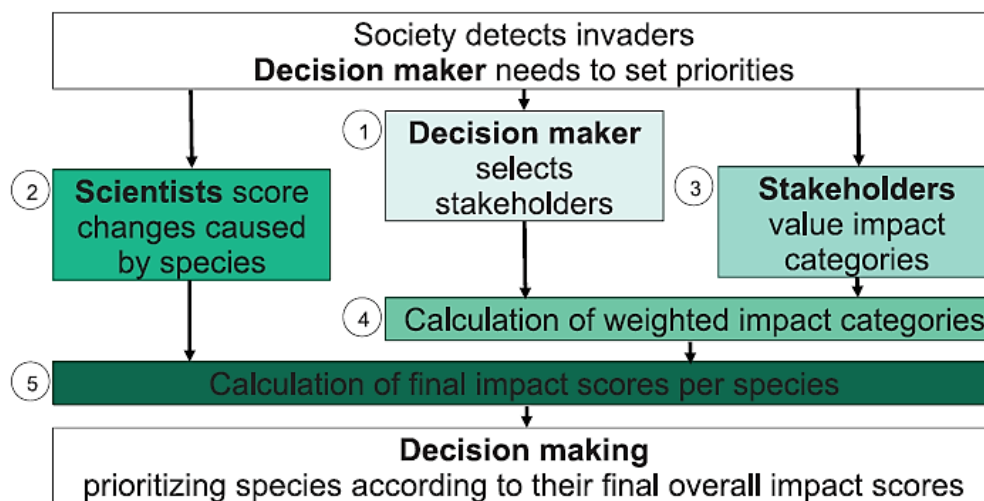 Society detects invaders
Decision maker needs to set priorities
1
Decision maker
selects
stakeholders
2
Scientists score
changes caused
by species
3
Stakeholders
value impact
categories
4
Calculation of weighted impact categories
5
Calculation of final impact scores per species
Decision making
prioritizing species according to their final overall impact scores